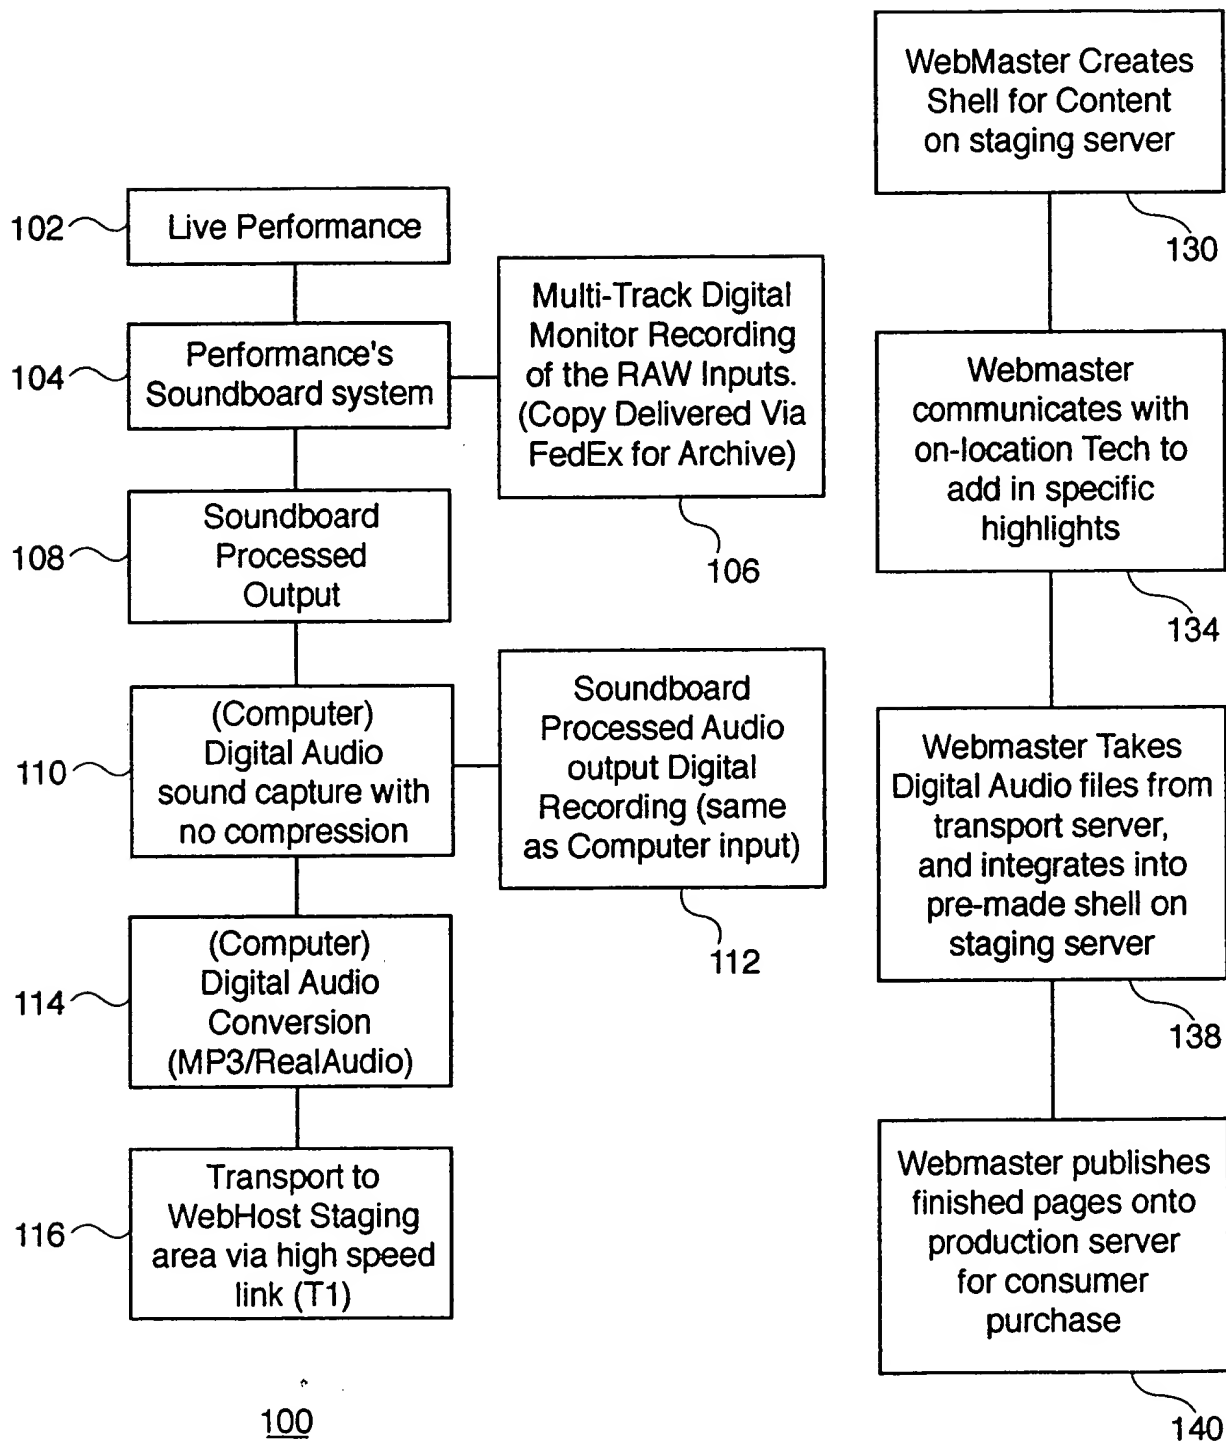 102
Live Performance
104
Performance's
Soundboard system
Multi-Track Digital
Monitor Recording
of the RAW Inputs.
(Copy Delivered Via
FedEx for Archive)
106
108
Soundboard
Processed
Output
110
(Computer)
Digital Audio
sound capture with
no compression
Soundboard
Processed Audio
output Digital
Recording (same
as Computer input)
112
114
(Computer)
Digital Audio
Conversion
(MP3/RealAudio)
116
Transport to
WebHost Staging
area via high speed
link (T1)
100
WebMaster Creates
Shell for Content
on staging server
130
Webmaster
communicates with
on-location Tech to
add in specific
highlights
134
Webmaster Takes
Digital Audio files from
transport server,
and integrates into
pre-made shell on
staging server
138
Webmaster publishes
finished pages onto
production server
for consumer
purchase
140